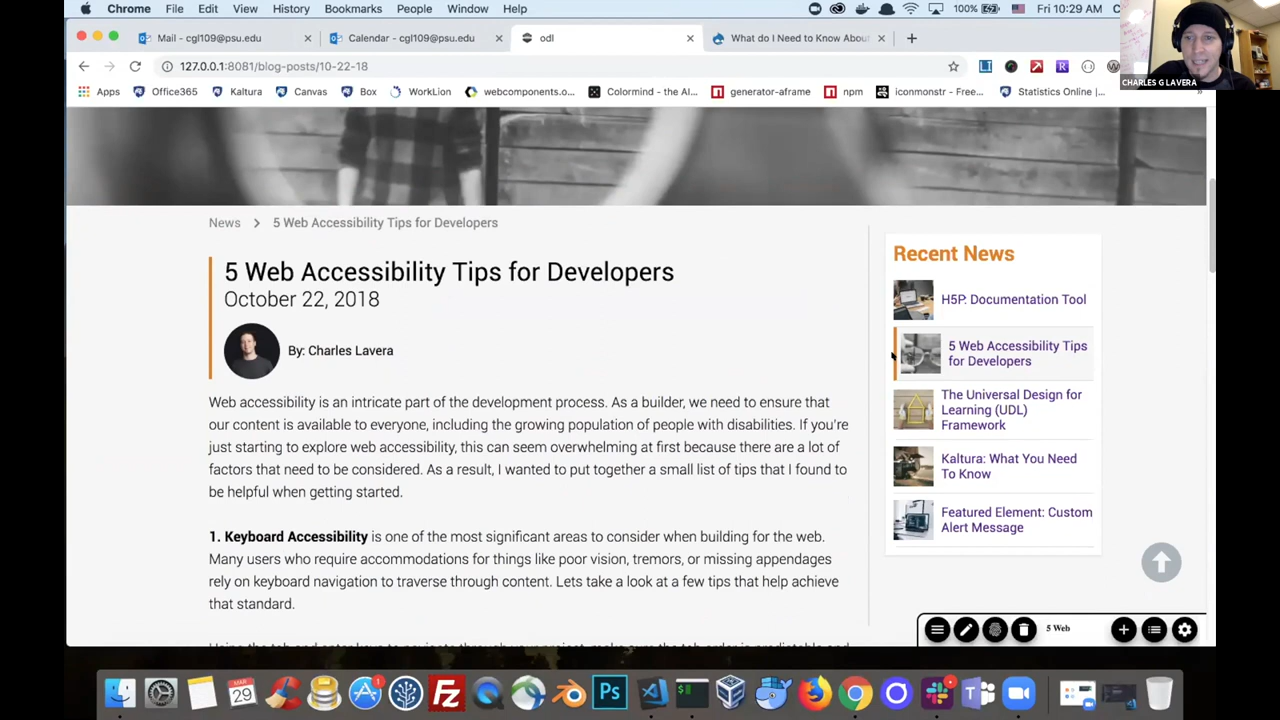 Chrome File Edit View History Bookmarks People Window Help 100% Fri 10:29 AM
CHARLES G LAVERA
Mail - cgl109@psu.edu
Calendar - cgl109@psu.edu
odl
What do I Need to Know Abou
127.0.0.1:8081/blog-posts/10-22-18
Apps Office365 Kaltura Canvas Box WorkLion webcomponents.o... Colormind - the AI... generator-aframe npm iconmonstr - Free... Statistics Online |...
News > 5 Web Accessibility Tips for Developers
5 Web Accessibility Tips for Developers
October 22, 2018
By: Charles Lavera
Web accessibility is an intricate part of the development process. As a builder, we need to ensure that
our content is available to everyone, including the growing population of people with disabilities. If you're
just starting to explore web accessibility, this can seem overwhelming at first because there are a lot of
factors that need to be considered. As a result, I wanted to put together a small list of tips that I found to
be helpful when getting started.
1. Keyboard Accessibility is one of the most significant areas to consider when building for the web.
Many users who require accommodations for things like poor vision, tremors, or missing appendages
rely on keyboard navigation to traverse through content. Lets take a look at a few tips that help achieve
that standard.
Recent News
H5P: Documentation Tool
5 Web Accessibility Tips
for Developers
The Universal Design for
Learning (UDL)
Framework
Kaltura: What You Need
To Know
Featured Element: Custom
Alert Message
5 Web
MAR
29
Ps